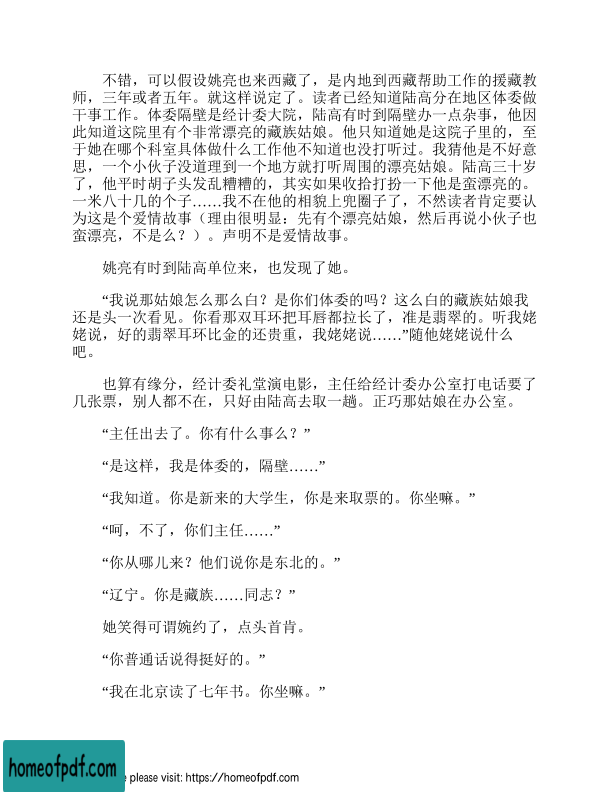 不错，可以假设姚亮也来西藏了，是内地到西藏帮助工作的援藏教
师，三年或者五年。就这样说定了。读者已经知道陆高分在地区体委做
干事工作。体委隔壁是经计委大院，陆高有时到隔壁办一点杂事，他因
此知道这院里有个非常漂亮的藏族姑娘。他只知道她是这院子里的，至
于她在哪个科室具体做什么工作他不知道也没打听过。我猜他是不好意
思，一个小伙子没道理到一个地方就打听周围的漂亮姑娘。陆高三十岁
了，他平时胡子头发乱糟糟的，其实如果收拾打扮一下他是蛮漂亮的。
一米八十几的个子……我不在他的相貌上兜圈子了，不然读者肯定要认
为这是个爱情故事（理由很明显：先有个漂亮姑娘，然后再说小伙子也
蛮漂亮，不是么？）。声明不是爱情故事。
姚亮有时到陆高单位来，也发现了她。
“我说那姑娘怎么那么白？是你们体委的吗？这么白的藏族姑娘我
还是头一次看见。你看那双耳环把耳唇都拉长了，准是翡翠的。听我姥
姥说，好的翡翠耳环比金的还贵重，我姥姥说……”随他姥姥说什么
吧。
也算有缘分，经计委礼堂演电影，主任给经计委办公室打电话要了
几张票，别人都不在，只好由陆高去取一趟。正巧那姑娘在办公室。
“主任出去了。你有什么事么？”
“是这样，我是体委的，隔壁……”
“我知道。你是新来的大学生，你是来取票的。你坐嘛。”
“呵，不了，你们主任……”
“你从哪儿来？他们说你是东北的。”
“辽宁。你是藏族……同志？”
她笑得可谓婉约了，点头首肯。
“你普通话说得挺好的。”
“我在北京读了七年书。你坐嘛。”
homeofpdf.com
e please visit: https://homeofpdf.com